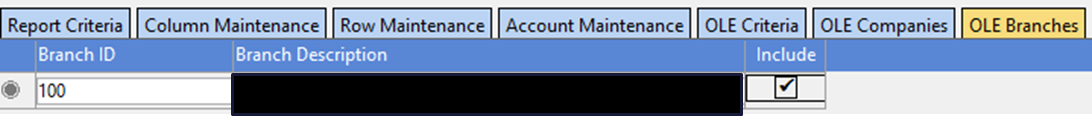 Report Criteria Column Maintenance Row Maintenance Account Maintenance OLE Criteria OLE Companies OLE Branches
Branch ID Branch Description Include
100